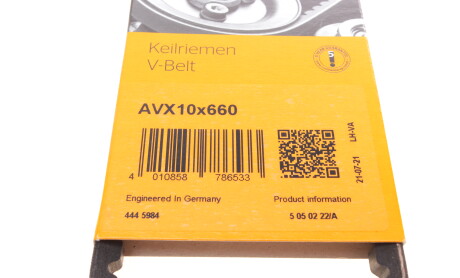 Keilriemen
V-Belt
AVX10x660
4 010858 786533
LH-VA
21-07-21
Engineered In Germany
Product information
444 5984
5 05 02 22/A